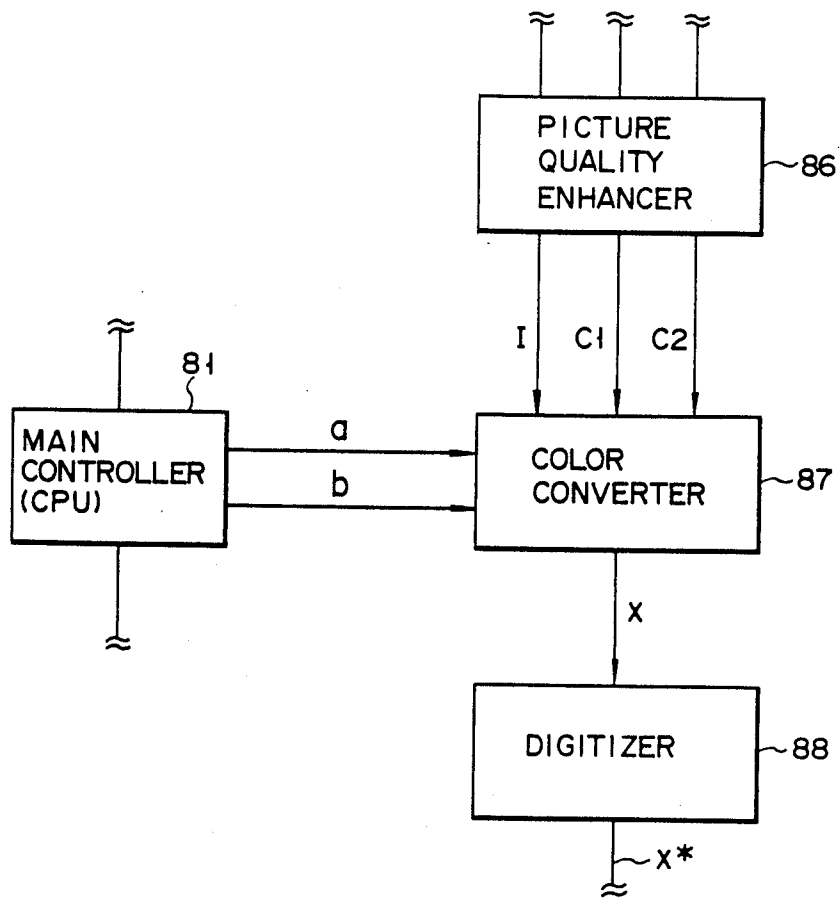 PICTURE
QUALITY
ENHANCER
86
I
C1
C2
81
MAIN
CONTROLLER
(CPU)
a
b
COLOR
CONVERTER
87
X
DIGITIZER
88
X*